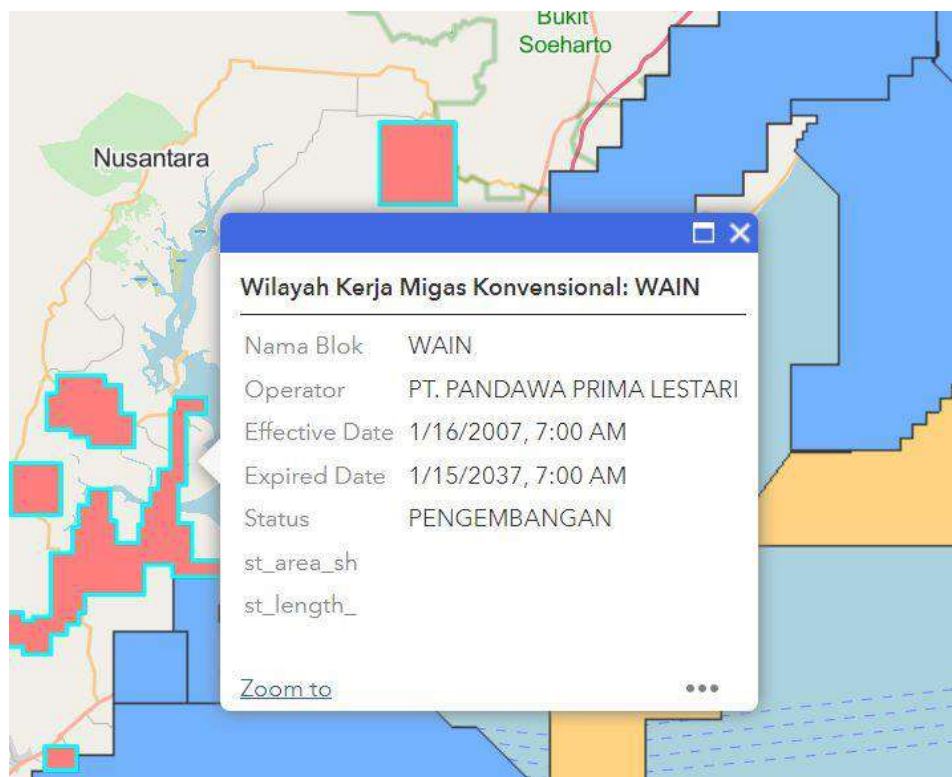 Bukit
Soeharto
Nusantara
Wilayah Kerja Migas Konvensional: WAIN
Nama Blok WAIN
Operator PT. PANDAWA PRIMA LESTARI
Effective Date 1/16/2007, 7:00 AM
Expired Date 1/15/2037, 7:00 AM
Status PENGEMBANGAN
st_area_sh
st_length_
Zoom to